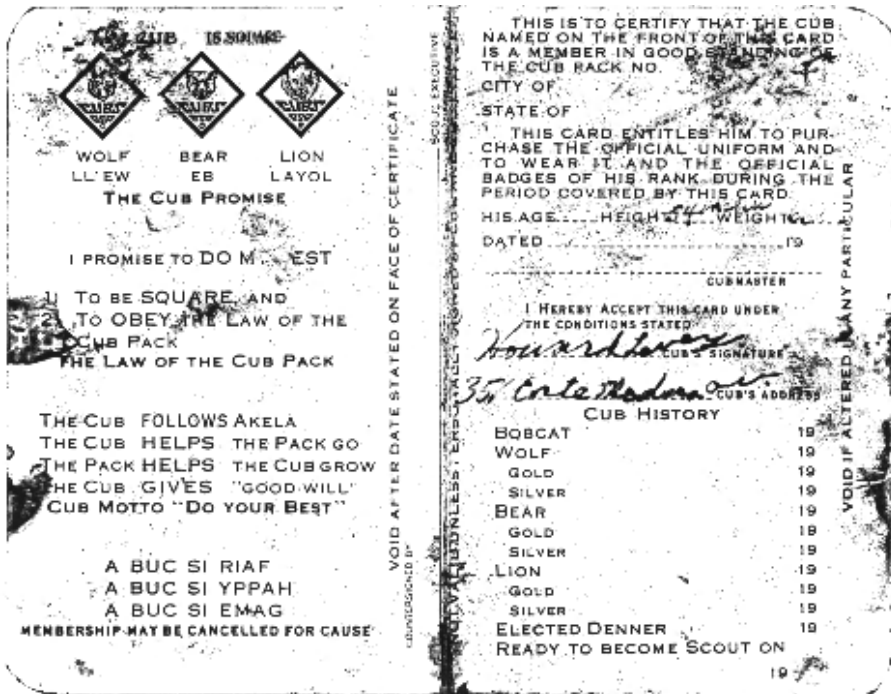 THE CUB IS SQUARE
WOLF BEAR LION
LL'EW EB LAYOL
THE CUB PROMISE
I PROMISE TO DO M EST
1) TO BE SQUARE, AND
2) TO OBEY THE LAW OF THE
CUB PACK
THE LAW OF THE CUB PACK
THE CUB FOLLOWS AKELA
THE CUB HELPS THE PACK GO
THE PACK HELPS THE CUB GROW
THE CUB GIVES "GOOD WILL"
CUB MOTTO "DO YOUR BEST"
A BUC SI RIAF
A BUC SI YPPAH
A BUC SI EMAG
MEMBERSHIP MAY BE CANCELLED FOR CAUSE
VOID AFTER DATE STATED ON FACE OF CERTIFICATE
COUNTERSIGNED BY
SCOUT EXECUTIVE
THIS IS TO CERTIFY THAT THE CUB
NAMED ON THE FRONT OF THIS CARD
IS A MEMBER IN GOOD STANDING OF
THE CUB PACK NO.
CITY OF
STATE OF
THIS CARD ENTITLES HIM TO PUR-
CHASE THE OFFICIAL UNIFORM AND
TO WEAR IT AND THE OFFICIAL
BADGES OF HIS RANK DURING THE
PERIOD COVERED BY THIS CARD
HIS AGE HEIGHT WEIGHT
DATED 19
CUBMASTER
I HEREBY ACCEPT THIS CARD UNDER
THE CONDITIONS STATED
Howard CUB'S SIGNATURE
35 Corte Madera CUB'S ADDRESS
CUB HISTORY
BOBCAT 19
WOLF 19
GOLD 19
SILVER 19
BEAR 19
GOLD 19
SILVER 19
LION 19
GOLD 19
SILVER 19
ELECTED DENNER 19
READY TO BECOME SCOUT ON
19
VOID IF ALTERED IN ANY PARTICULAR